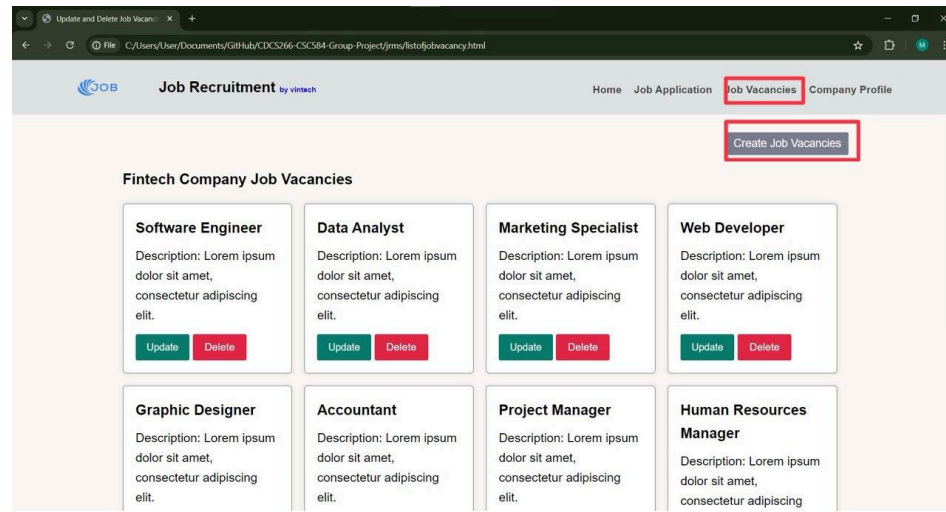 Update and Delete Job Vacanci
File C:/Users/User/Documents/GitHub/CDCS266-CSC584-Group-Project/jrms/listofjobvacancy.html
M
JOB
Job Recruitment by vintech
Home Job Application Job Vacancies Company Profile
Create Job Vacancies
Fintech Company Job Vacancies
Software Engineer
Description: Lorem ipsum
dolor sit amet,
consectetur adipiscing
elit.
Update Delete
Data Analyst
Description: Lorem ipsum
dolor sit amet,
consectetur adipiscing
elit.
Update Delete
Marketing Specialist
Description: Lorem ipsum
dolor sit amet,
consectetur adipiscing
elit.
Update Delete
Web Developer
Description: Lorem ipsum
dolor sit amet,
consectetur adipiscing
elit.
Update Delete
Graphic Designer
Description: Lorem ipsum
dolor sit amet,
consectetur adipiscing
elit.
Accountant
Description: Lorem ipsum
dolor sit amet,
consectetur adipiscing
elit.
Project Manager
Description: Lorem ipsum
dolor sit amet,
consectetur adipiscing
elit.
Human Resources
Manager
Description: Lorem ipsum
dolor sit amet,
consectetur adipiscing